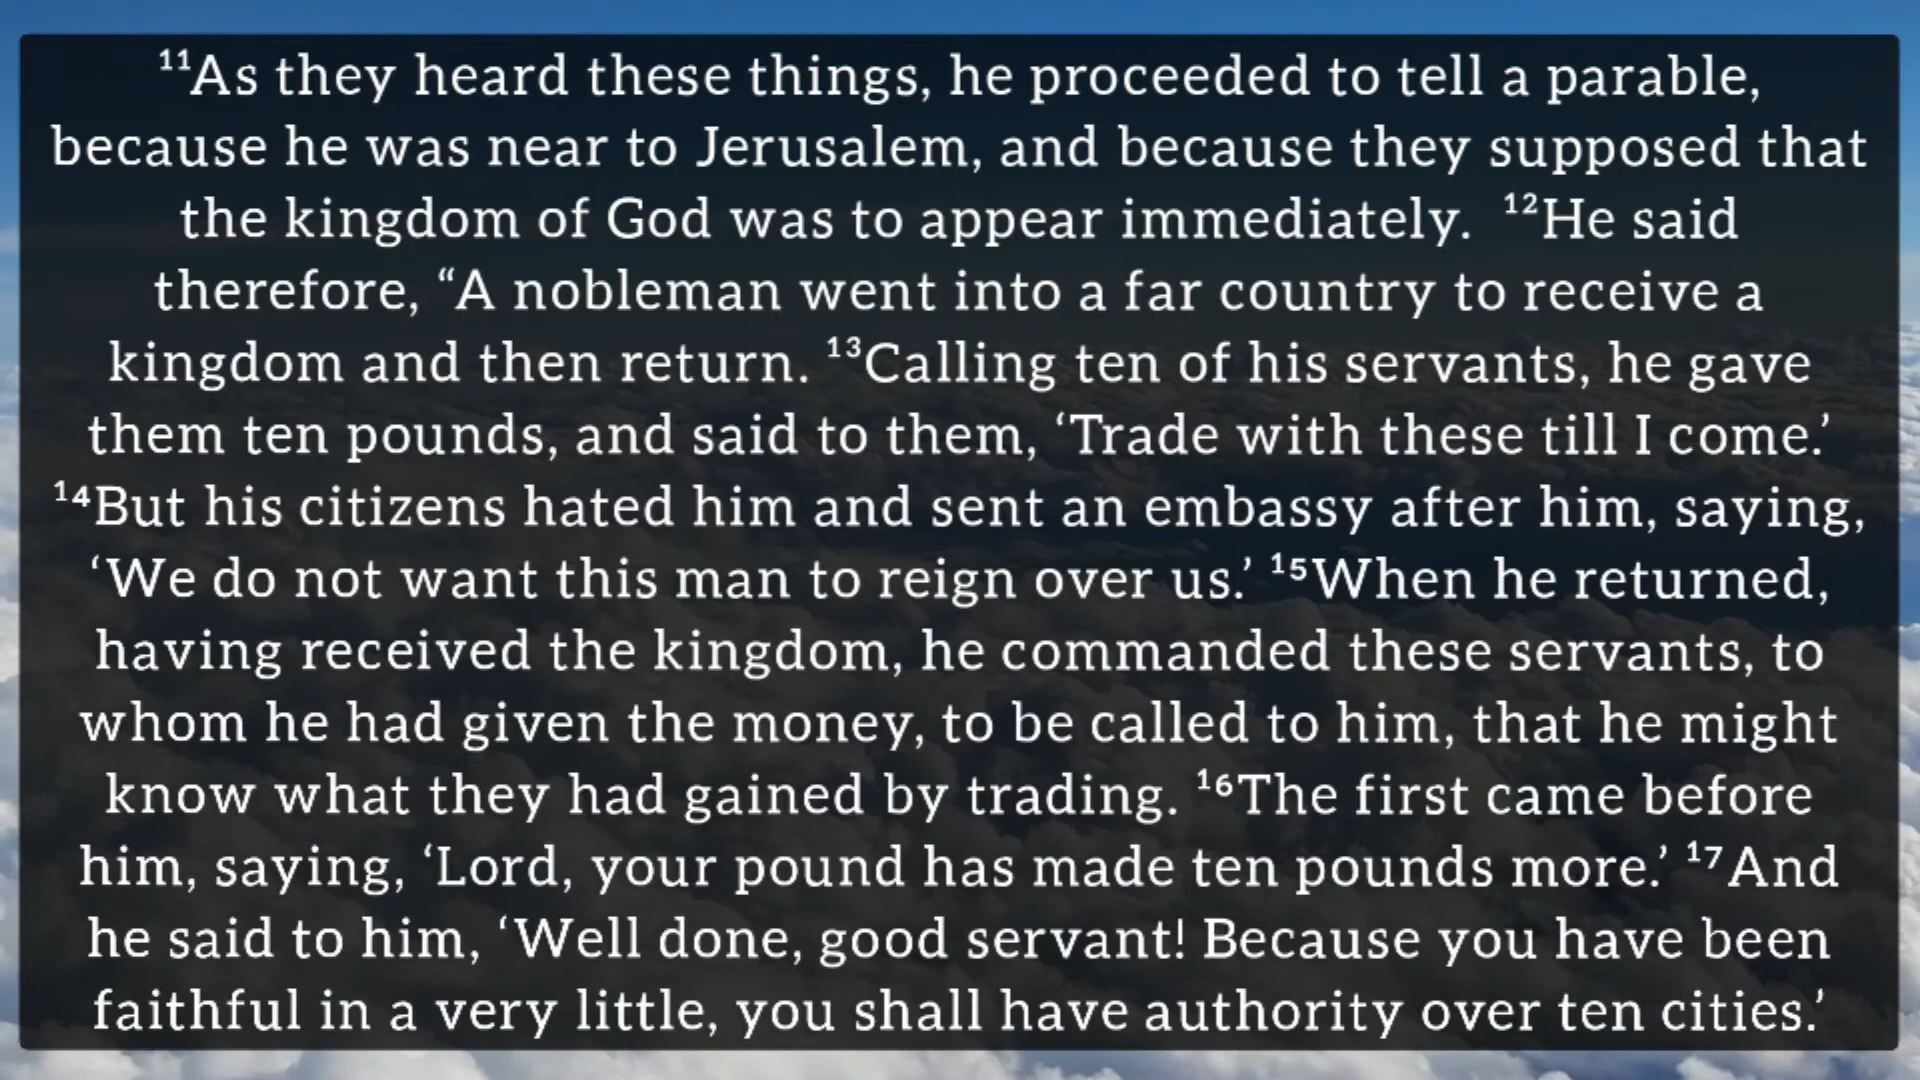 ¹¹As they heard these things, he proceeded to tell a parable,
because he was near to Jerusalem, and because they supposed that
the kingdom of God was to appear immediately. ¹²He said
therefore, “A nobleman went into a far country to receive a
kingdom and then return. ¹³Calling ten of his servants, he gave
them ten pounds, and said to them, ‘Trade with these till I come.’
¹⁴But his citizens hated him and sent an embassy after him, saying,
‘We do not want this man to reign over us.’ ¹⁵When he returned,
having received the kingdom, he commanded these servants, to
whom he had given the money, to be called to him, that he might
know what they had gained by trading. ¹⁶The first came before
him, saying, ‘Lord, your pound has made ten pounds more.’ ¹⁷And
he said to him, ‘Well done, good servant! Because you have been
faithful in a very little, you shall have authority over ten cities.’